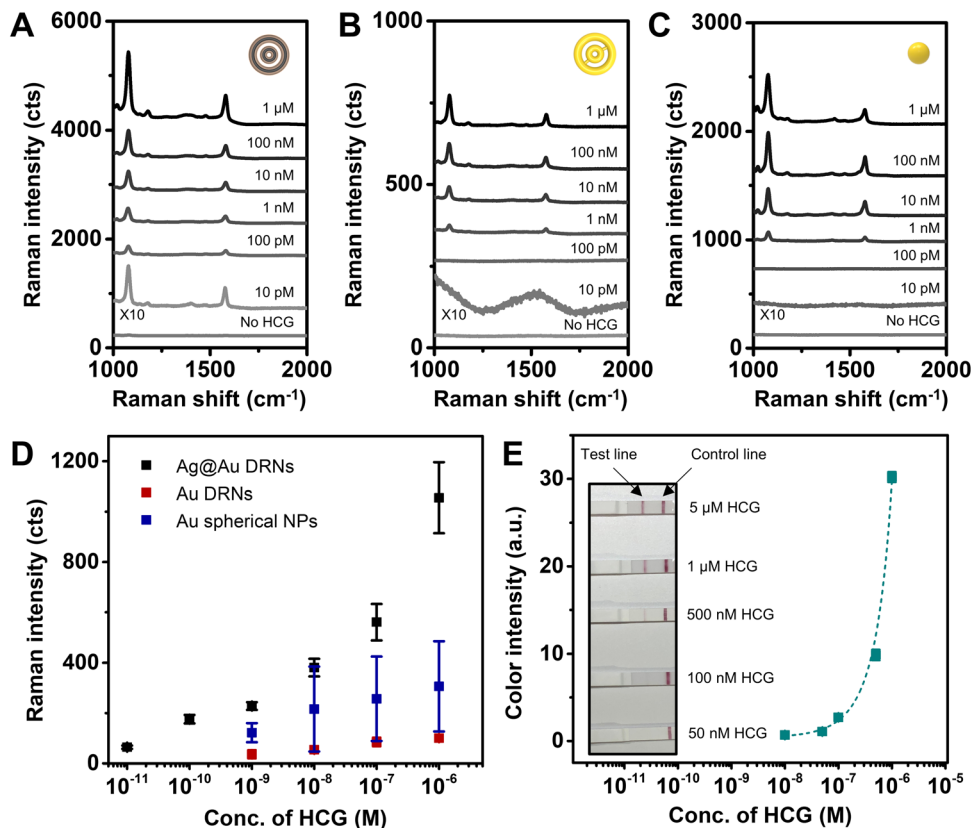 A
6000
4000
2000
0
Raman intensity (cts)
1 µM
100 nM
10 nM
1 nM
100 pM
10 pM
X10
No HCG
1000
1500
2000
Raman shift (cm⁻¹)
B
1000
500
0
Raman intensity (cts)
1 µM
100 nM
10 nM
1 nM
100 pM
10 pM
X10
No HCG
1000
1500
2000
Raman shift (cm⁻¹)
C
3000
2000
1000
0
Raman intensity (cts)
1 µM
100 nM
10 nM
1 nM
100 pM
10 pM
X10
No HCG
1000
1500
2000
Raman shift (cm⁻¹)
D
1200
800
400
0
Raman intensity (cts)
Ag@Au DRNs
Au DRNs
Au spherical NPs
10⁻¹¹
10⁻¹⁰
10⁻⁹
10⁻⁸
10⁻⁷
10⁻⁶
Conc. of HCG (M)
E
30
20
10
0
Color intensity (a.u.)
Test line
Control line
5 µM HCG
1 µM HCG
500 nM HCG
100 nM HCG
50 nM HCG
10⁻¹¹
10⁻¹⁰
10⁻⁹
10⁻⁸
10⁻⁷
10⁻⁶
10⁻⁵
Conc. of HCG (M)